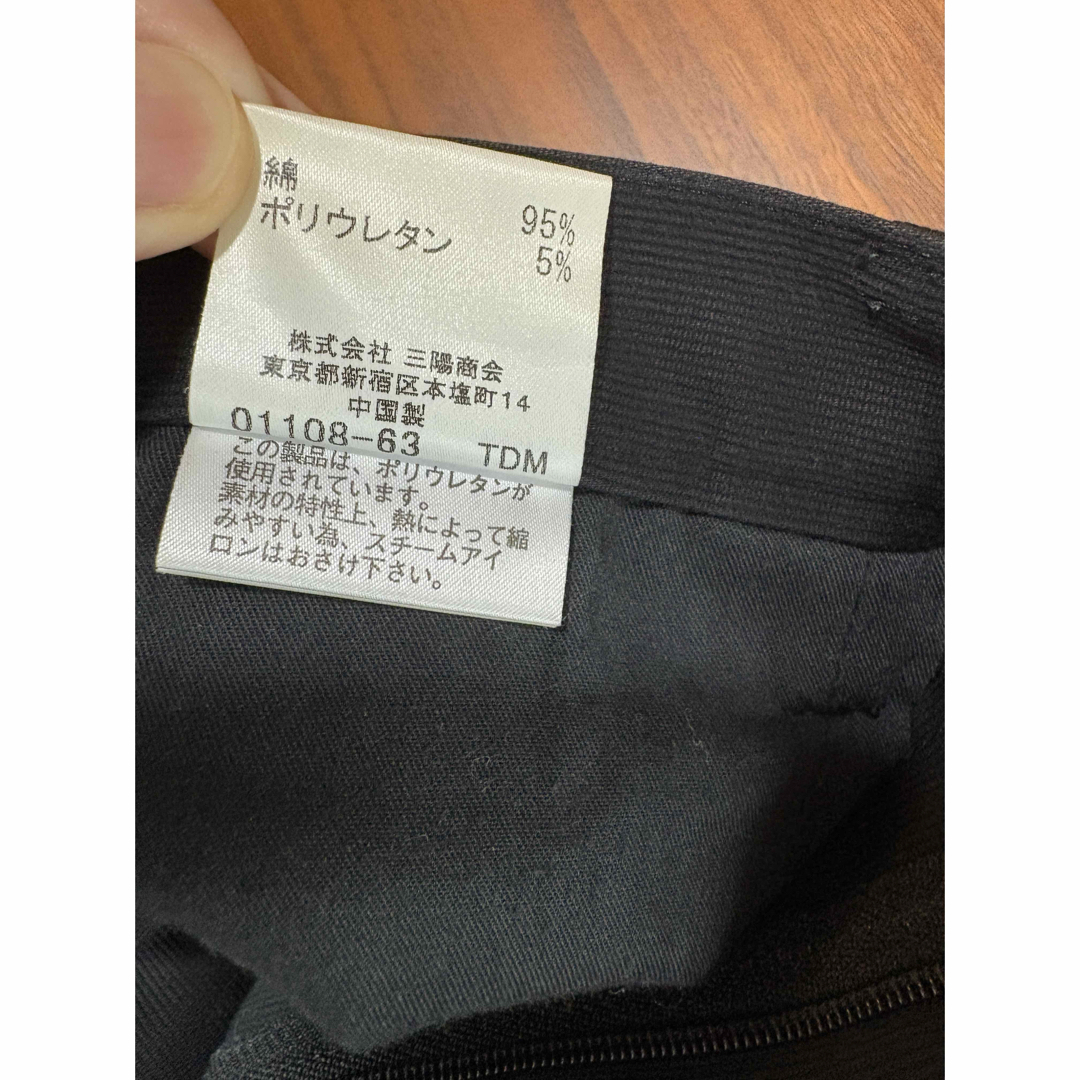 綿 95%
ポリウレタン 5%
株式会社 三陽商会
東京都新宿区本塩町14
中国製
01108-63 TDM
この製品は、ポリウレタンが
使用されています。
素材の特性上、熱によって縮
みやすい為、スチームアイ
ロンはおさけ下さい。